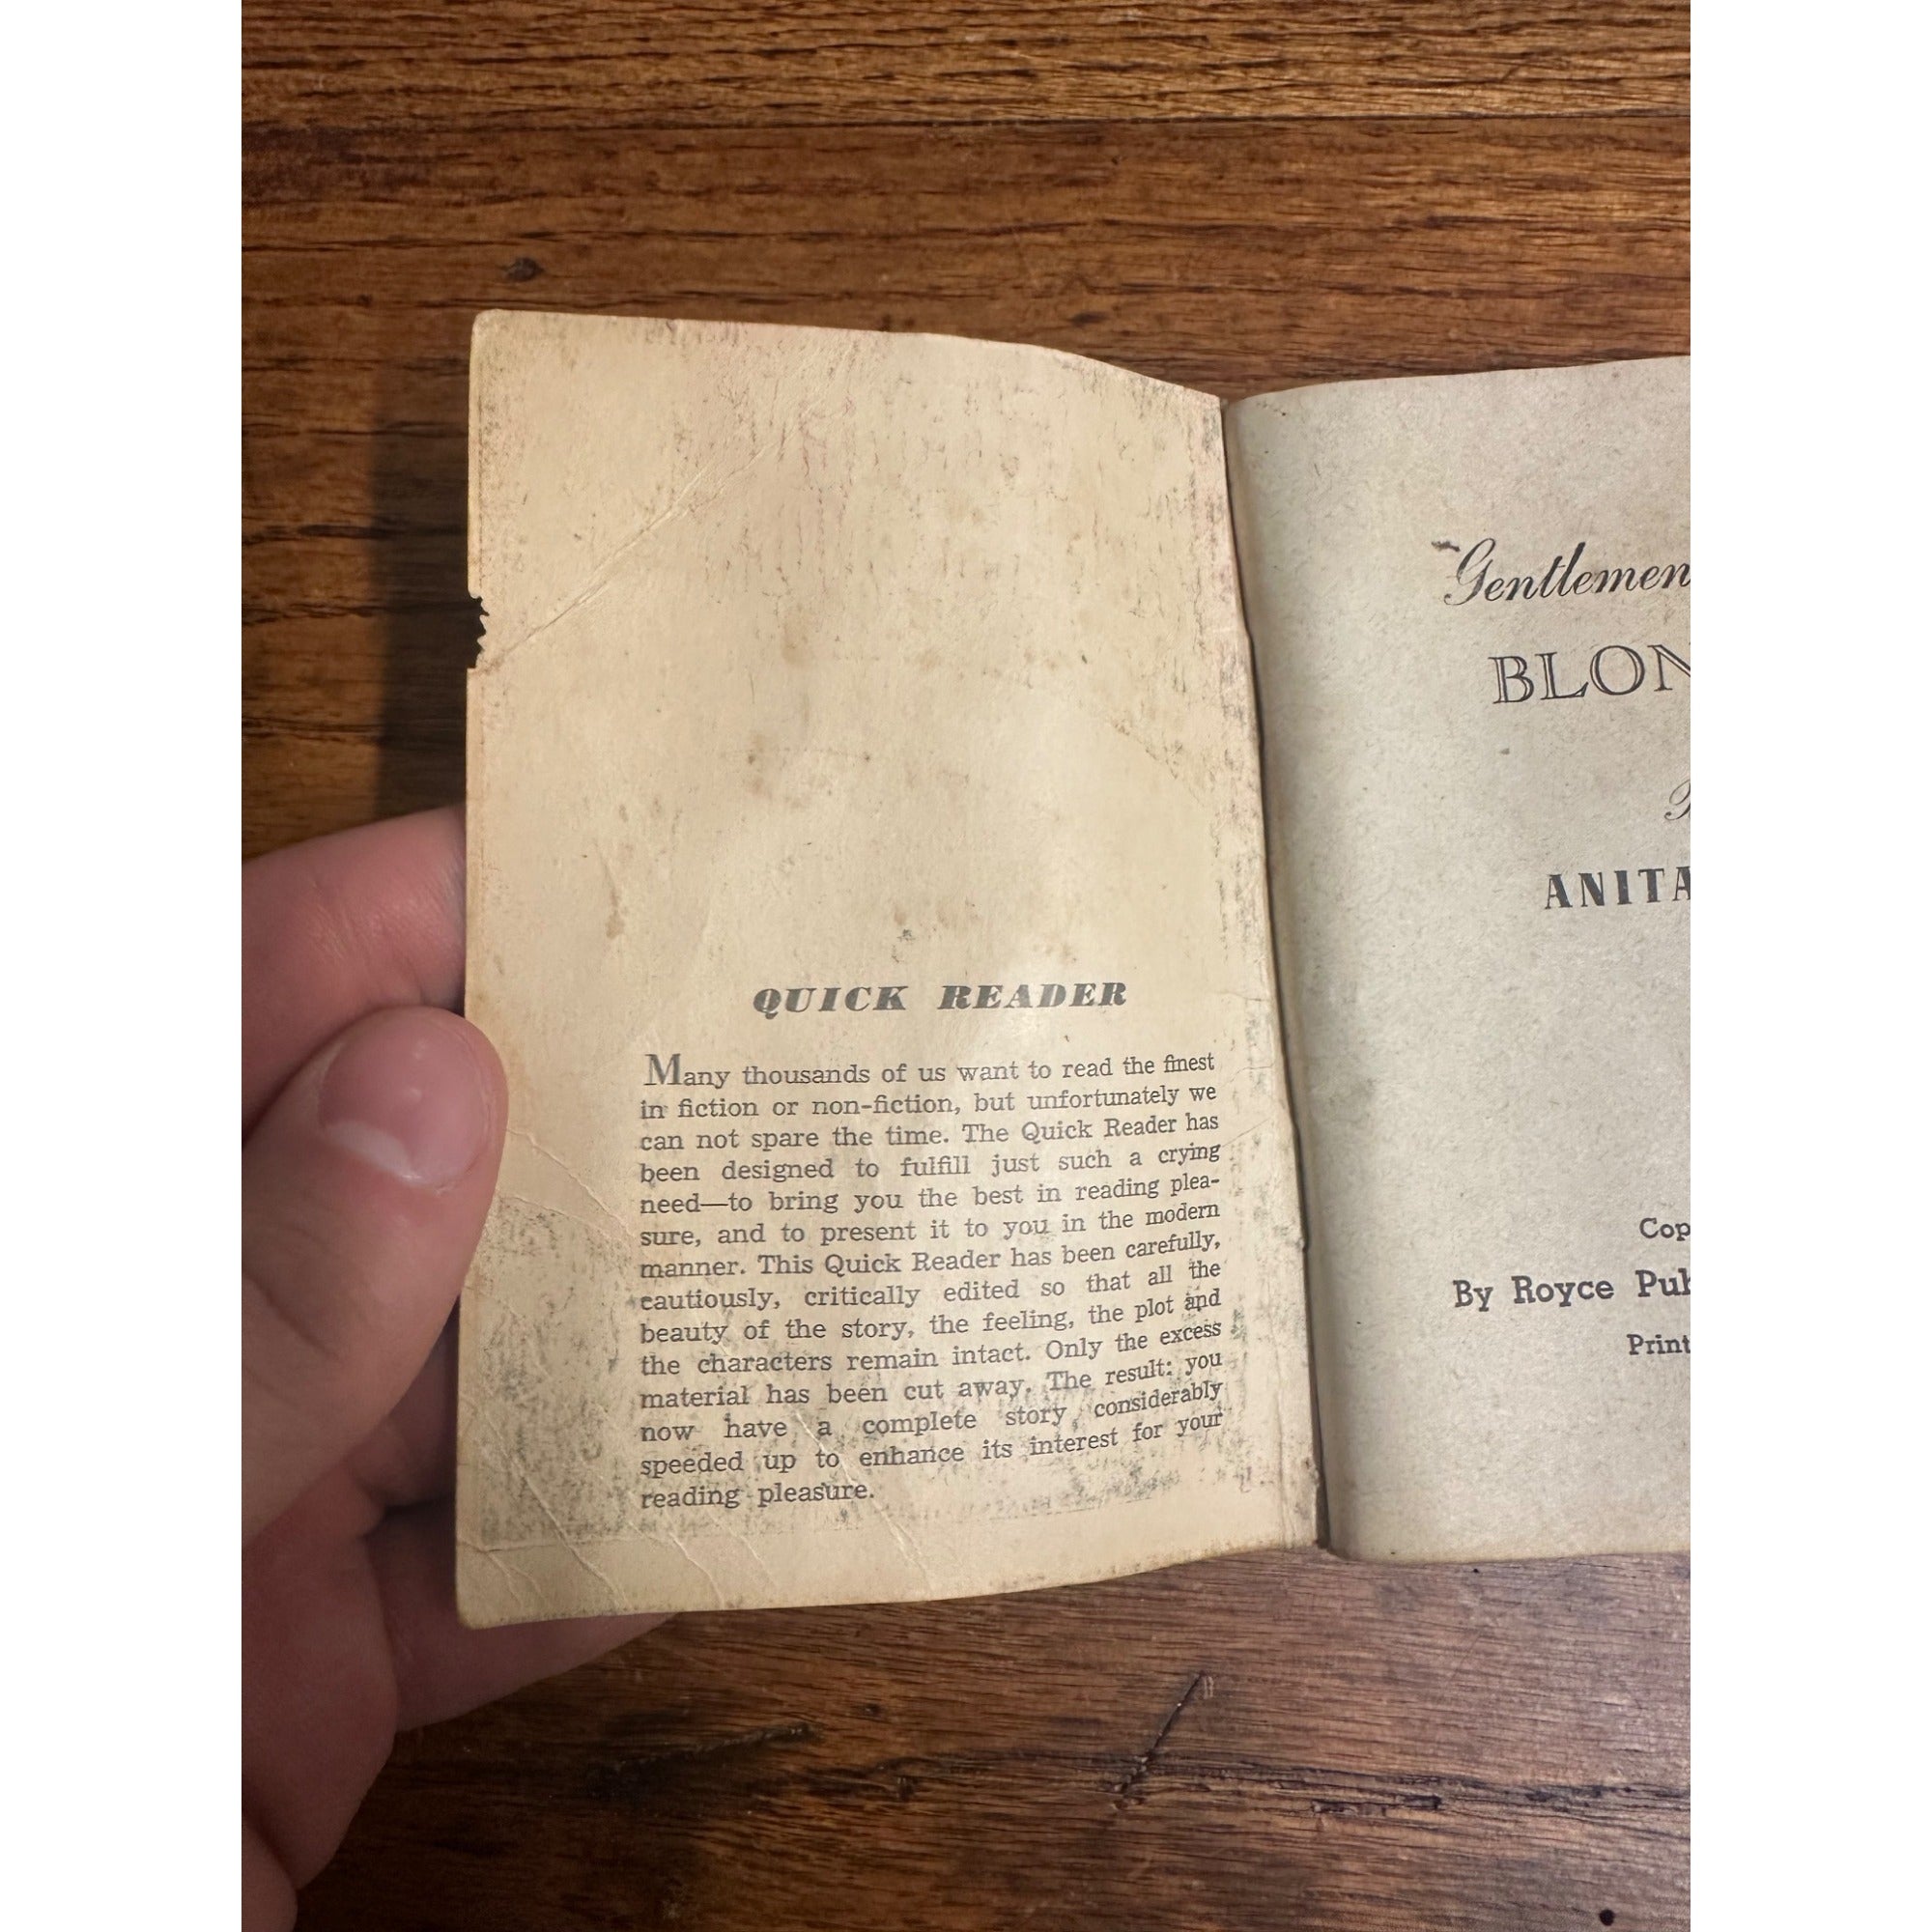 QUICK READER
Many thousands of us want to read the finest
in fiction or non-fiction, but unfortunately we
can not spare the time. The Quick Reader has
been designed to fulfill just such a crying
need—to bring you the best in reading plea-
sure, and to present it to you in the modern
manner. This Quick Reader has been carefully,
cautiously, critically edited so that all the
beauty of the story, the feeling, the plot and
the characters remain intact. Only the excess
material has been cut away. The result: you
now have a complete story considerably
speeded up to enhance its interest for your
reading pleasure.
Gentlemen
BLON
ANITA
Cop
By Royce Pub
Print